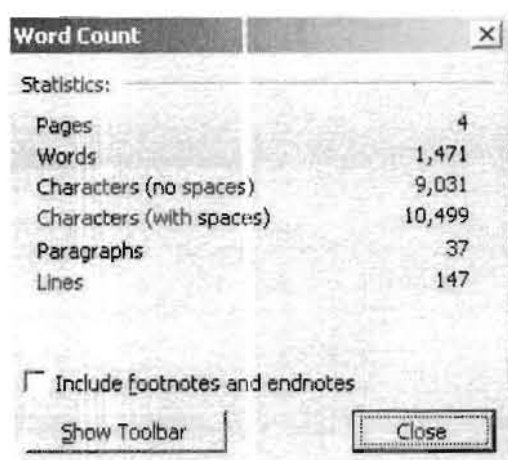 Word Count
Statistics:
Pages 4
Words 1,471
Characters (no spaces) 9,031
Characters (with spaces) 10,499
Paragraphs 37
Lines 147
Include footnotes and endnotes
Show Toolbar Close